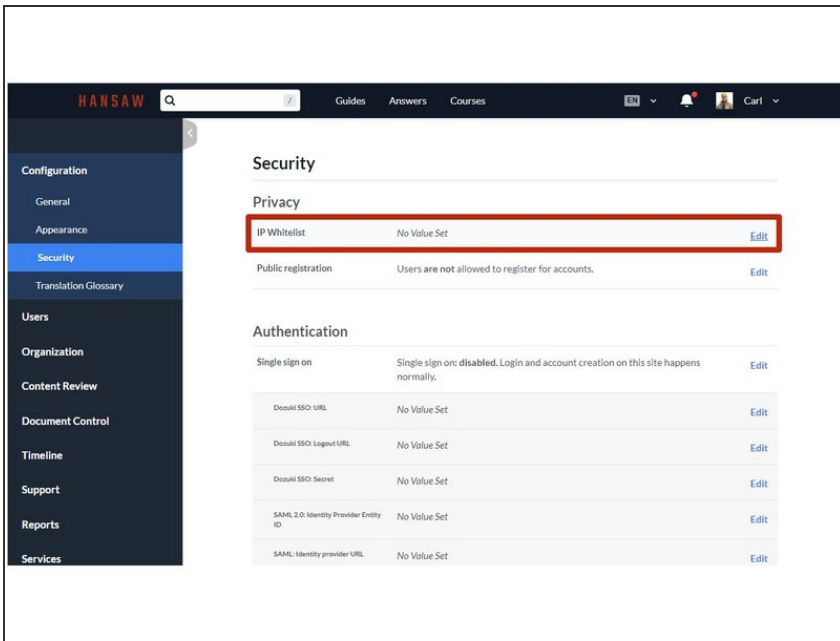 HANSAW
/
Guides
Answers
Courses
EN
Carl
Configuration
General
Appearance
Security
Translation Glossary
Users
Organization
Content Review
Document Control
Timeline
Support
Reports
Services
Security
Privacy
IP Whitelist
No Value Set
Edit
Public registration
Users are not allowed to register for accounts.
Edit
Authentication
Single sign on
Single sign on: disabled. Login and account creation on this site happens
normally.
Edit
Dozuki SSO: URL
No Value Set
Edit
Dozuki SSO: Logout URL
No Value Set
Edit
Dozuki SSO: Secret
No Value Set
Edit
SAML 2.0: Identity Provider Entity
ID
No Value Set
Edit
SAML: Identity provider URL
No Value Set
Edit